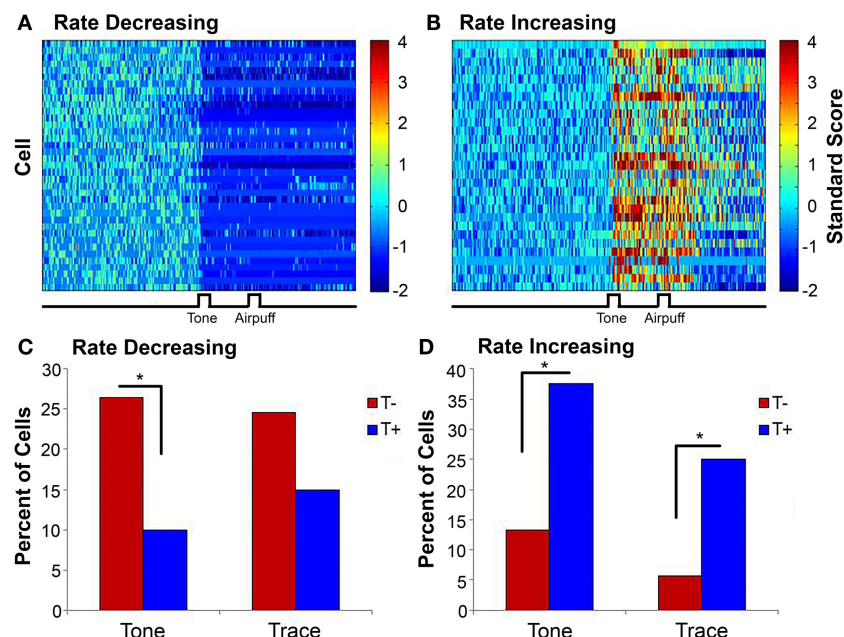 A Rate Decreasing
B Rate Increasing
Cell
4
3
2
1
0
-1
-2
4
3
2
1
0
-1
-2
Standard Score
Tone Airpuff
Tone Airpuff
C Rate Decreasing
D Rate Increasing
Percent of Cells
30
25
20
15
10
5
0
*
T-
T+
Tone Trace
Percent of Cells
40
35
30
25
20
15
10
5
0
*
*
T-
T+
Tone Trace